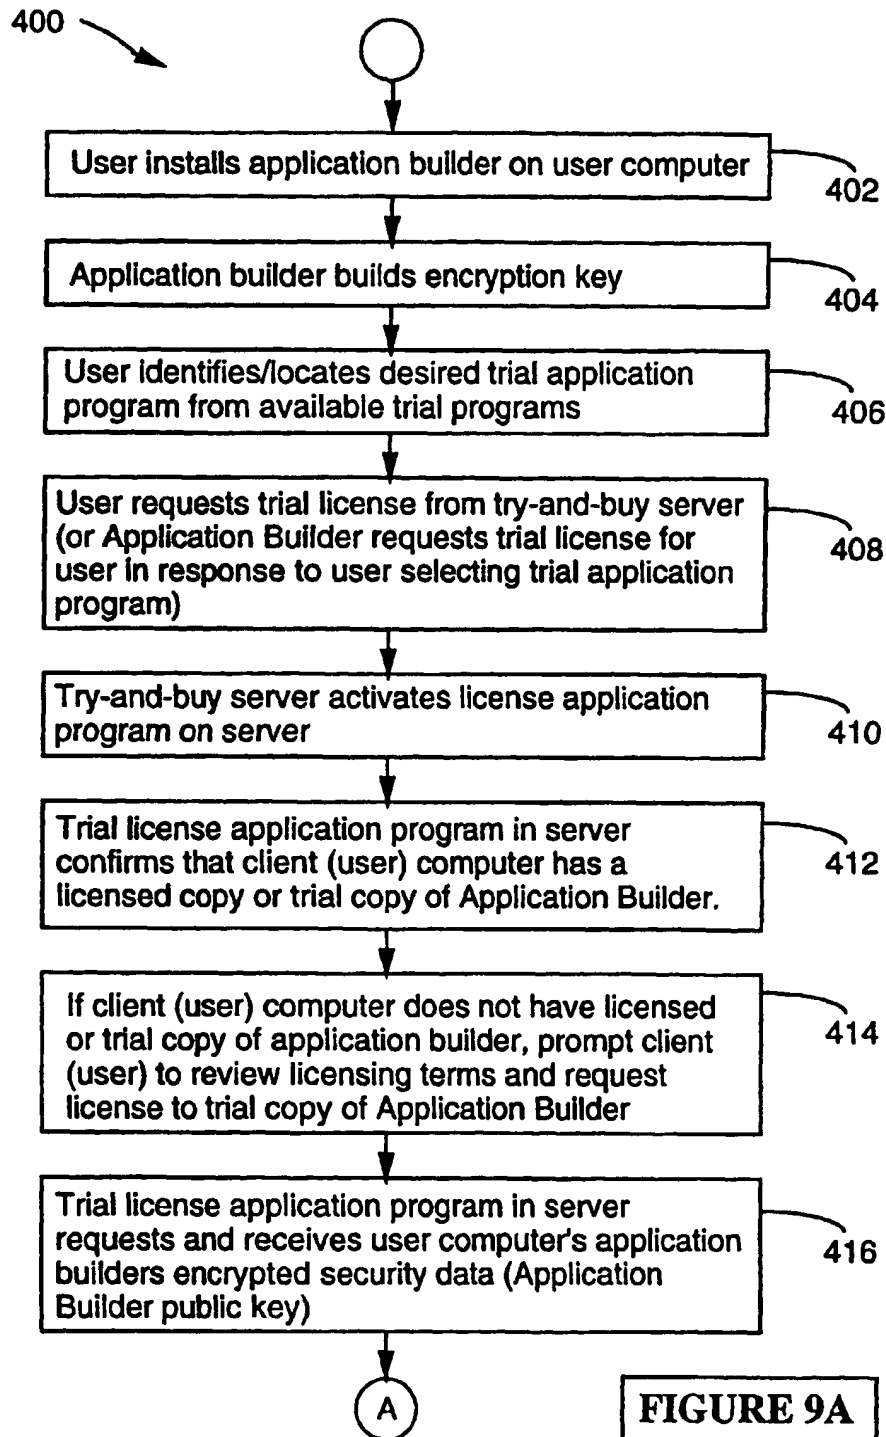 400
User installs application builder on user computer
402
Application builder builds encryption key
404
User identifies/locates desired trial application
program from available trial programs
406
User requests trial license from try-and-buy server
(or Application Builder requests trial license for
user in response to user selecting trial application
program)
408
Try-and-buy server activates license application
program on server
410
Trial license application program in server
confirms that client (user) computer has a
licensed copy or trial copy of Application Builder.
412
If client (user) computer does not have licensed
or trial copy of application builder, prompt client
(user) to review licensing terms and request
license to trial copy of Application Builder
414
Trial license application program in server
requests and receives user computer's application
builders encrypted security data (Application
Builder public key)
416
A
FIGURE 9A